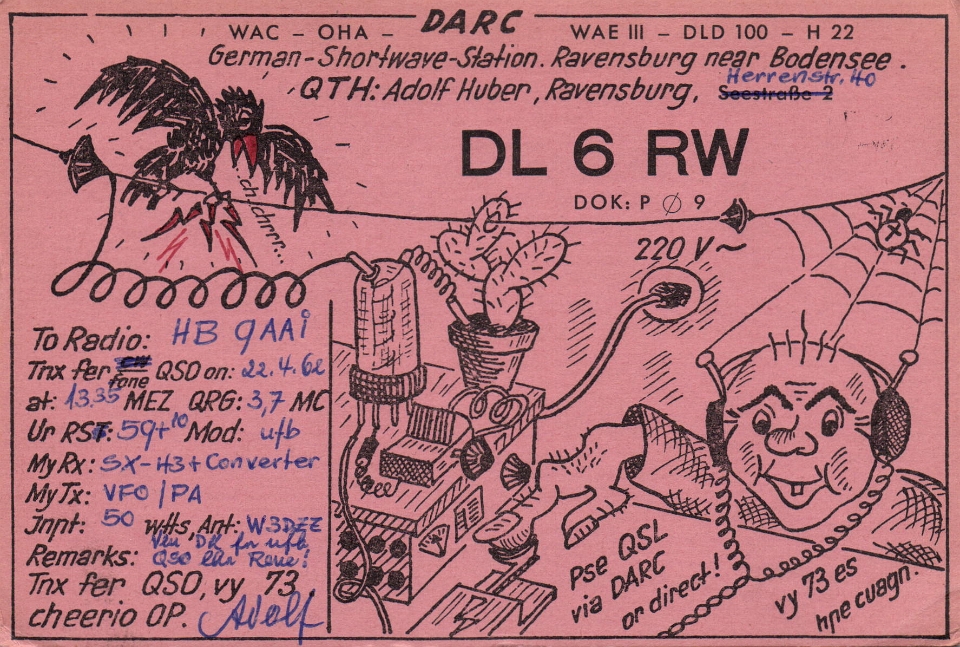 DARC
WAC - OHA - WAE III - DLD 100 - H 22
German-Shortwave-Station. Ravensburg near Bodensee.
Herrenstr. 40
QTH: Adolf Huber, Ravensburg, Seestraße 2
DL 6 RW
DOK: P Ø 9
ch, chrrr...
220 V~
To Radio: HB 9AAi
Tnx fer fone QSO on: 22.4.62
at: 13.35 MEZ QRG: 3,7 MC
Ur RST: 59+10 Mod: ufb
My Rx: SX-43+Converter
My Tx: VFO/PA
Jnpt: 50 wtts, Ant: W3DZZ
Remarks: QSO
Tnx fer QSO, vy 73,
cheerio OP. Adolf
Pse QSL
via DARC
or direct!
vy 73 es
hpe cuagn.